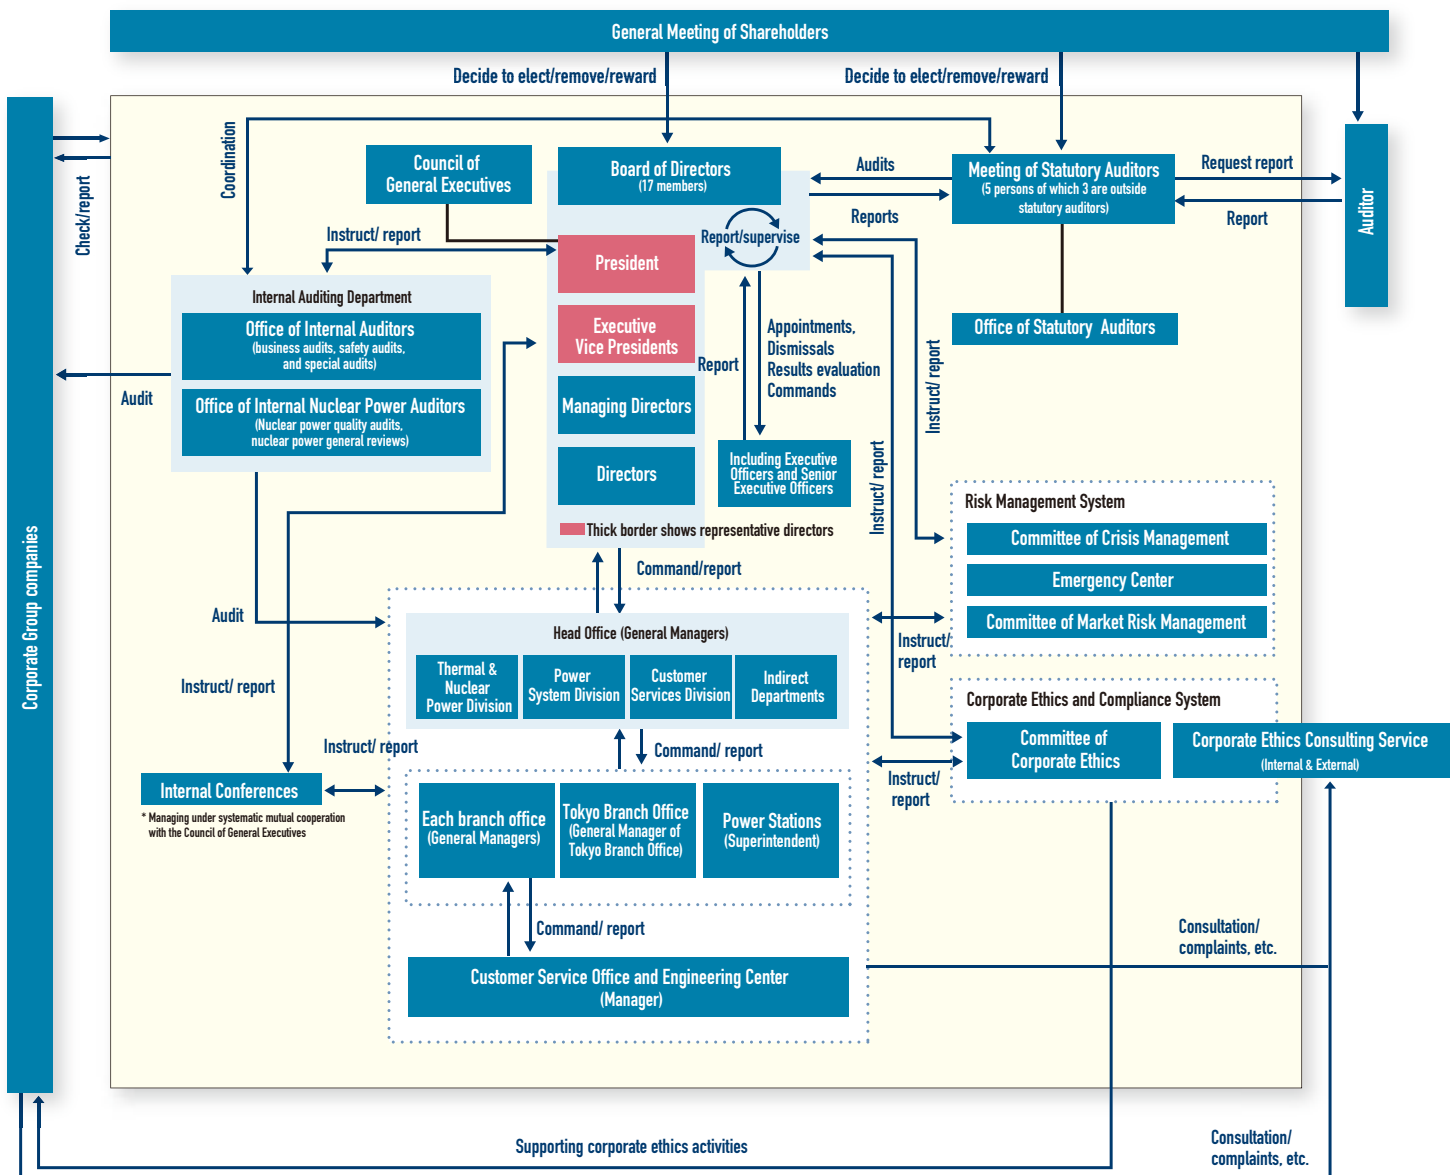 General Meeting of Shareholders
Decide to elect/remove/reward
Decide to elect/remove/reward
Corporate Group companies
Check/report
Coordination
Council of
General Executives
Board of Directors
(17 members)
Audits
Reports
Meeting of Statutory Auditors
(5 persons of which 3 are outside
statutory auditors)
Request report
Report
Auditor
Instruct/ report
Report/supervise
President
Internal Auditing Department
Office of Internal Auditors
(business audits, safety audits,
and special audits)
Office of Internal Nuclear Power Auditors
(Nuclear power quality audits,
nuclear power general reviews)
Audit
Executive
Vice Presidents
Managing Directors
Directors
Thick border shows representative directors
Report
Appointments,
Dismissals
Results evaluation
Commands
Including Executive
Officers and Senior
Executive Officers
Office of Statutory Auditors
Instruct/ report
Instruct/ report
Risk Management System
Committee of Crisis Management
Emergency Center
Committee of Market Risk Management
Command/report
Audit
Instruct/ report
Head Office (General Managers)
Thermal &
Nuclear
Power Division
Power
System Division
Customer
Services Division
Indirect
Departments
Instruct/
report
Corporate Ethics and Compliance System
Committee of
Corporate Ethics
Corporate Ethics Consulting Service
(Internal & External)
Instruct/ report
Command/ report
Instruct/
report
Internal Conferences
* Managing under systematic mutual cooperation
with the Council of General Executives
Each branch office
(General Managers)
Tokyo Branch Office
(General Manager of
Tokyo Branch Office)
Power Stations
(Superintendent)
Command/ report
Customer Service Office and Engineering Center
(Manager)
Consultation/
complaints, etc.
Supporting corporate ethics activities
Consultation/
complaints, etc.